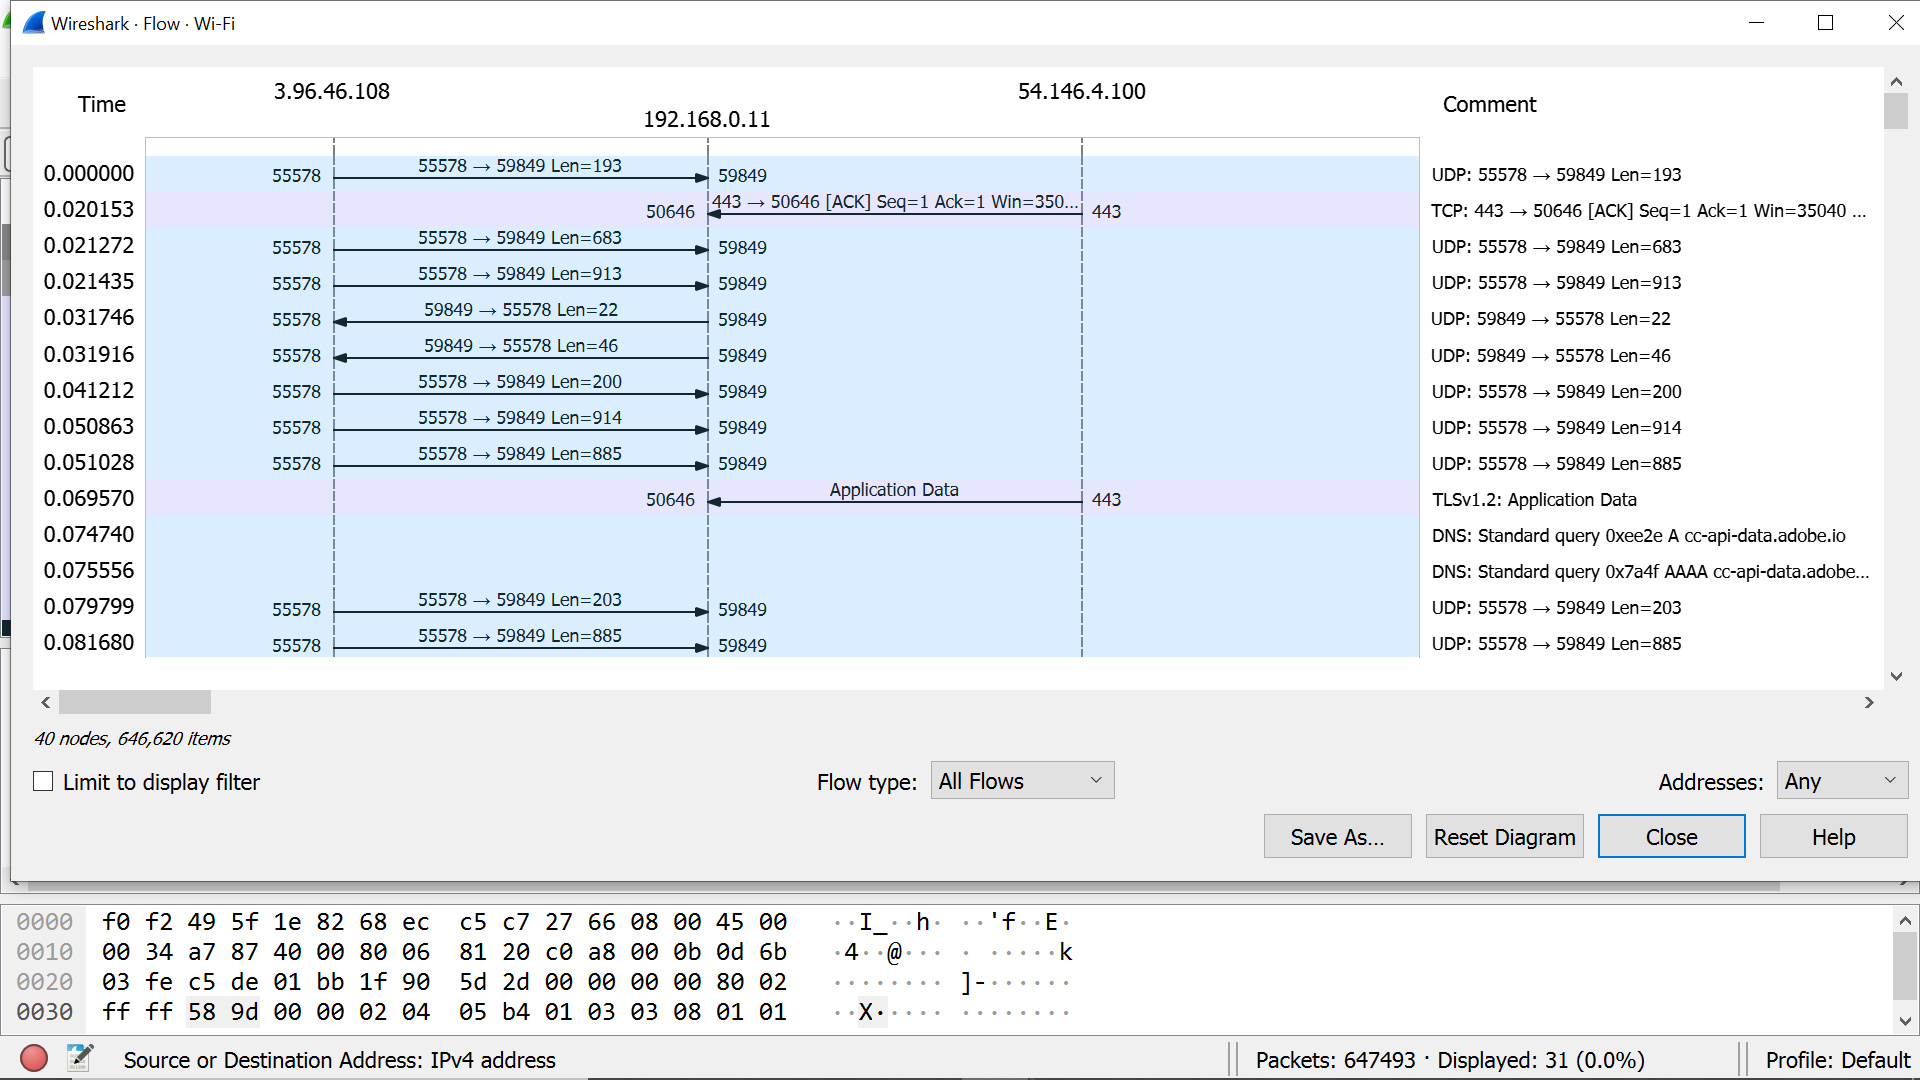 Wireshark · Flow · Wi-Fi
Time 3.96.46.108 192.168.0.11 54.146.4.100 Comment
0.000000 55578 55578 → 59849 Len=193 59849 UDP: 55578 → 59849 Len=193
0.020153 50646 443 → 50646 [ACK] Seq=1 Ack=1 Win=350... 443 TCP: 443 → 50646 [ACK] Seq=1 Ack=1 Win=35040 ...
0.021272 55578 55578 → 59849 Len=683 59849 UDP: 55578 → 59849 Len=683
0.021435 55578 55578 → 59849 Len=913 59849 UDP: 55578 → 59849 Len=913
0.031746 55578 59849 → 55578 Len=22 59849 UDP: 59849 → 55578 Len=22
0.031916 55578 59849 → 55578 Len=46 59849 UDP: 59849 → 55578 Len=46
0.041212 55578 55578 → 59849 Len=200 59849 UDP: 55578 → 59849 Len=200
0.050863 55578 55578 → 59849 Len=914 59849 UDP: 55578 → 59849 Len=914
0.051028 55578 55578 → 59849 Len=885 59849 UDP: 55578 → 59849 Len=885
0.069570 50646 Application Data 443 TLSv1.2: Application Data
0.074740 DNS: Standard query 0xee2e A cc-api-data.adobe.io
0.075556 DNS: Standard query 0x7a4f AAAA cc-api-data.adobe...
0.079799 55578 55578 → 59849 Len=203 59849 UDP: 55578 → 59849 Len=203
0.081680 55578 55578 → 59849 Len=885 59849 UDP: 55578 → 59849 Len=885
40 nodes, 646,620 items
Limit to display filter Flow type: All Flows Addresses: Any
Save As... Reset Diagram Close Help
0000 f0 f2 49 5f 1e 82 68 ec c5 c7 27 66 08 00 45 00 ··I_··h· ··'f··E·
0010 00 34 a7 87 40 00 80 06 81 20 c0 a8 00 0b 0d 6b ·4··@··· · ·····k
0020 03 fe c5 de 01 bb 1f 90 5d 2d 00 00 00 00 80 02 ········ ]-······
0030 ff ff 58 9d 00 00 02 04 05 b4 01 03 03 08 01 01 ··X····· ········
Source or Destination Address: IPv4 address Packets: 647493 · Displayed: 31 (0.0%) Profile: Default